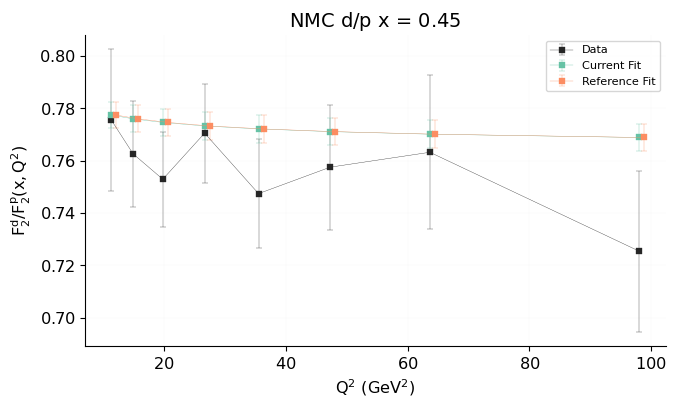 NMC d/p x = 0.45
Data
Current Fit
Reference Fit
F₂ᵈ/F₂ᵖ(x, Q²)
0.80
0.78
0.76
0.74
0.72
0.70
20
40
60
80
100
Q² (GeV²)